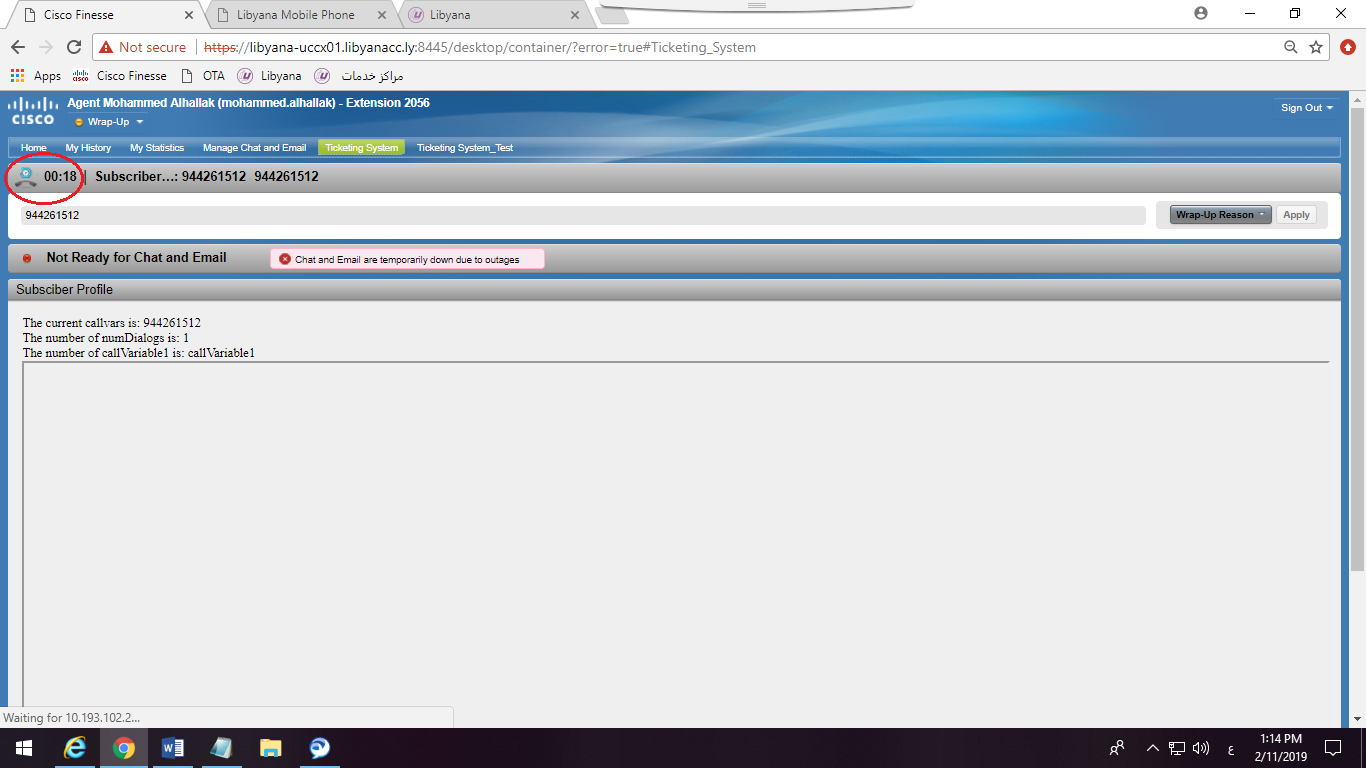 Cisco Finesse
Libyana Mobile Phone
Libyana
Not secure
https://libyana-uccx01.libyanacc.ly:8445/desktop/container/?error=true#Ticketing_System
Apps
Cisco Finesse
OTA
Libyana
مراكز خدمات
cisco
CISCO
Agent Mohammed Alhallak (mohammed.alhallak) - Extension 2056
Wrap-Up
Sign Out
Home
My History
My Statistics
Manage Chat and Email
Ticketing System
Ticketing System_Test
00:18
Subscriber...: 944261512 944261512
944261512
Wrap-Up Reason
Apply
Not Ready for Chat and Email
Chat and Email are temporarily down due to outages
Subsciber Profile
The current callvars is: 944261512
The number of numDialogs is: 1
The number of callVariable1 is: callVariable1
Waiting for 10.193.102.2...
ع
1:14 PM
2/11/2019